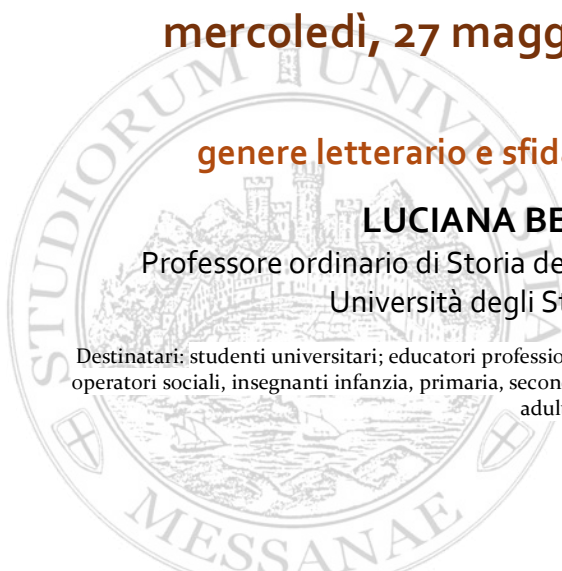 mercoledì, 27 magg
genere letterario e sfid
LUCIANA BE
Professore ordinario di Storia de
Università degli St
Destinatari: studenti universitari; educatori professio
operatori sociali, insegnanti infanzia, primaria, secon
adul
STUDIORUM UNIVER
MESSANAE